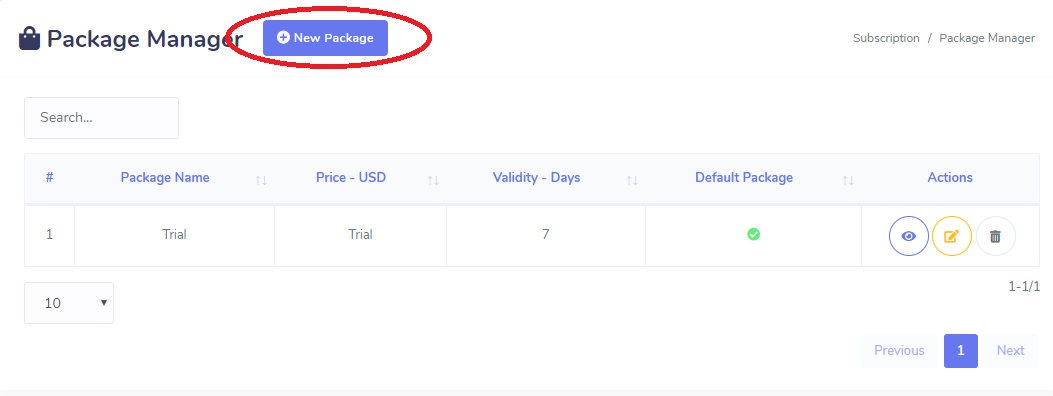 Package Manager
New Package
Subscription / Package Manager
Search...
# Package Name Price - USD Validity - Days Default Package Actions
1 Trial Trial 7
10
1-1/1
Previous 1 Next